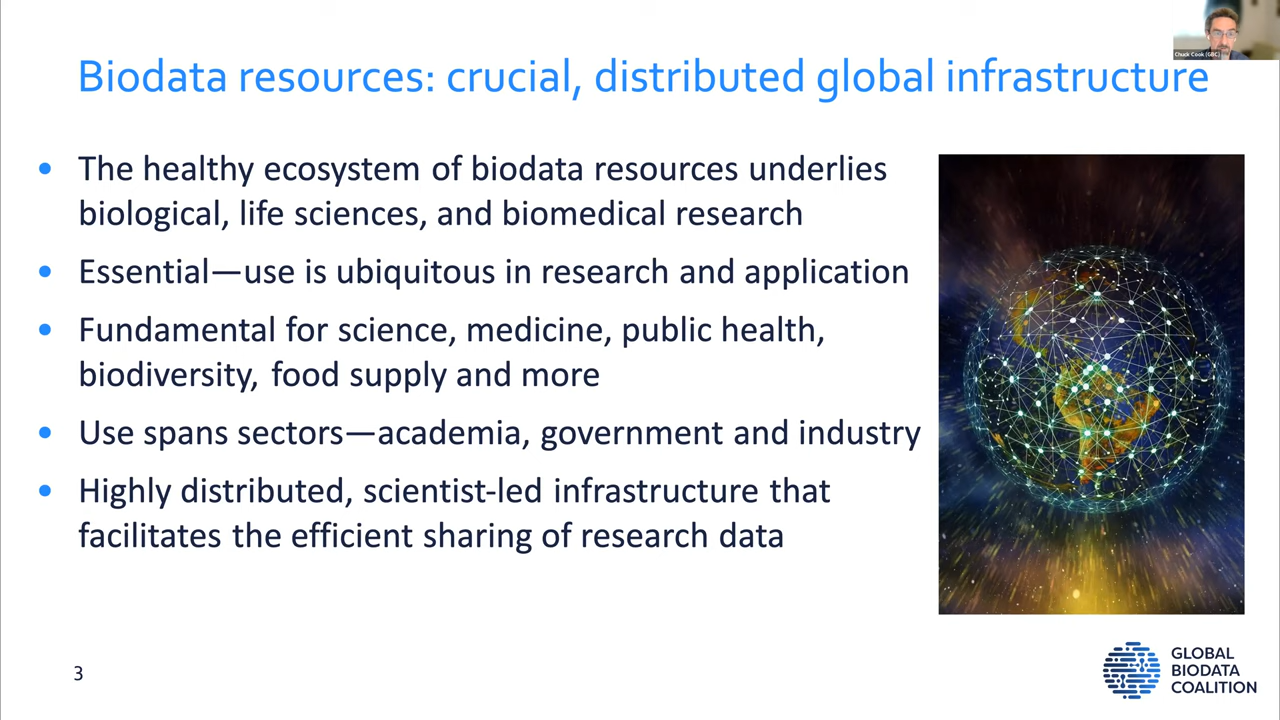 Chuck Cook (GBC)
Biodata resources: crucial, distributed global infrastructure
• The healthy ecosystem of biodata resources underlies
biological, life sciences, and biomedical research
• Essential—use is ubiquitous in research and application
• Fundamental for science, medicine, public health,
biodiversity, food supply and more
• Use spans sectors—academia, government and industry
• Highly distributed, scientist-led infrastructure that
facilitates the efficient sharing of research data
3
GLOBAL
BIODATA
COALITION